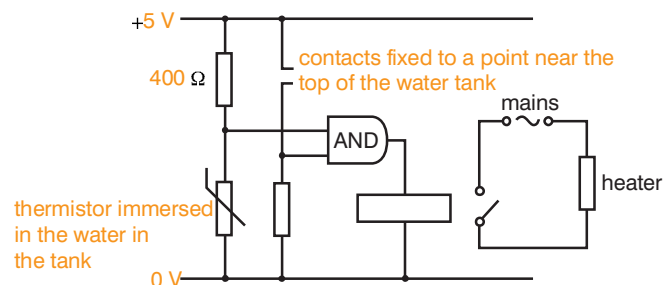 +5 V
contacts fixed to a point near the
top of the water tank
400 Ω
mains
AND
heater
thermistor immersed
in the water in
the tank
0 V